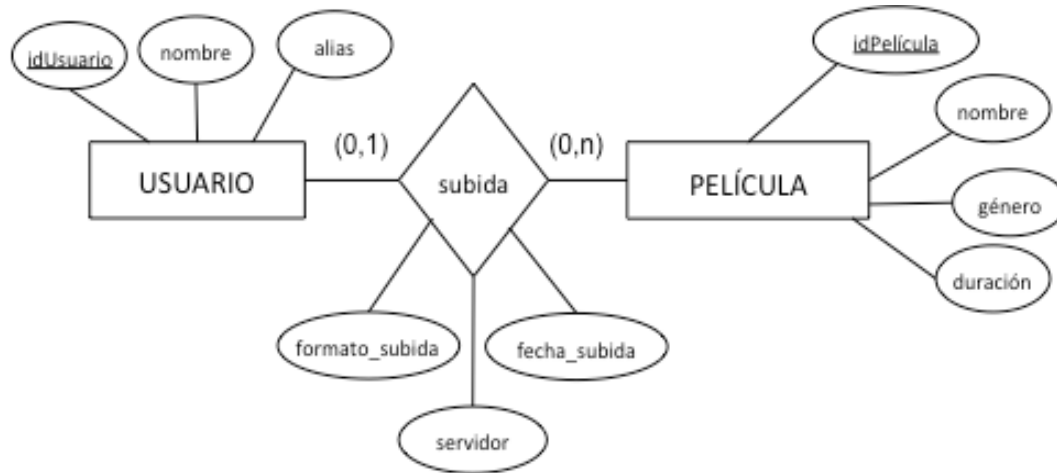 idUsuario
nombre
alias
idPelícula
nombre
(0,1)
(0,n)
USUARIO
subida
PELÍCULA
género
duración
formato_subida
fecha_subida
servidor